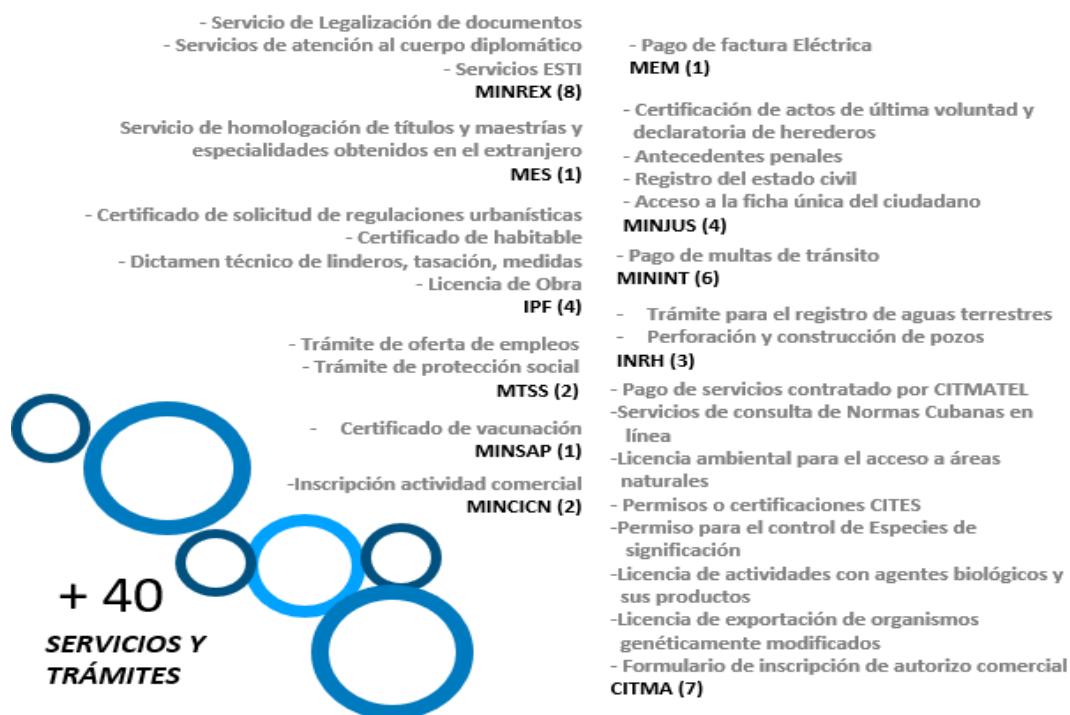 - Servicio de Legalización de documentos
- Servicios de atención al cuerpo diplomático
- Servicios ESTI
MINREX (8)
Servicio de homologación de títulos y maestrías y
especialidades obtenidos en el extranjero
MES (1)
- Certificado de solicitud de regulaciones urbanísticas
- Certificado de habitable
- Dictamen técnico de linderos, tasación, medidas
- Licencia de Obra
IPF (4)
- Trámite de oferta de empleos
- Trámite de protección social
MTSS (2)
- Certificado de vacunación
MINSAP (1)
-Inscripción actividad comercial
MINCICN (2)
+ 40
SERVICIOS Y
TRÁMITES
- Pago de factura Eléctrica
MEM (1)
- Certificación de actos de última voluntad y
declaratoria de herederos
- Antecedentes penales
- Registro del estado civil
- Acceso a la ficha única del ciudadano
MINJUS (4)
- Pago de multas de tránsito
MININT (6)
- Trámite para el registro de aguas terrestres
- Perforación y construcción de pozos
INRH (3)
- Pago de servicios contratado por CITMATEL
-Servicios de consulta de Normas Cubanas en
línea
-Licencia ambiental para el acceso a áreas
naturales
- Permisos o certificaciones CITES
-Permiso para el control de Especies de
significación
-Licencia de actividades con agentes biológicos y
sus productos
-Licencia de exportación de organismos
genéticamente modificados
- Formulario de inscripción de autorizo comercial
CITMA (7)